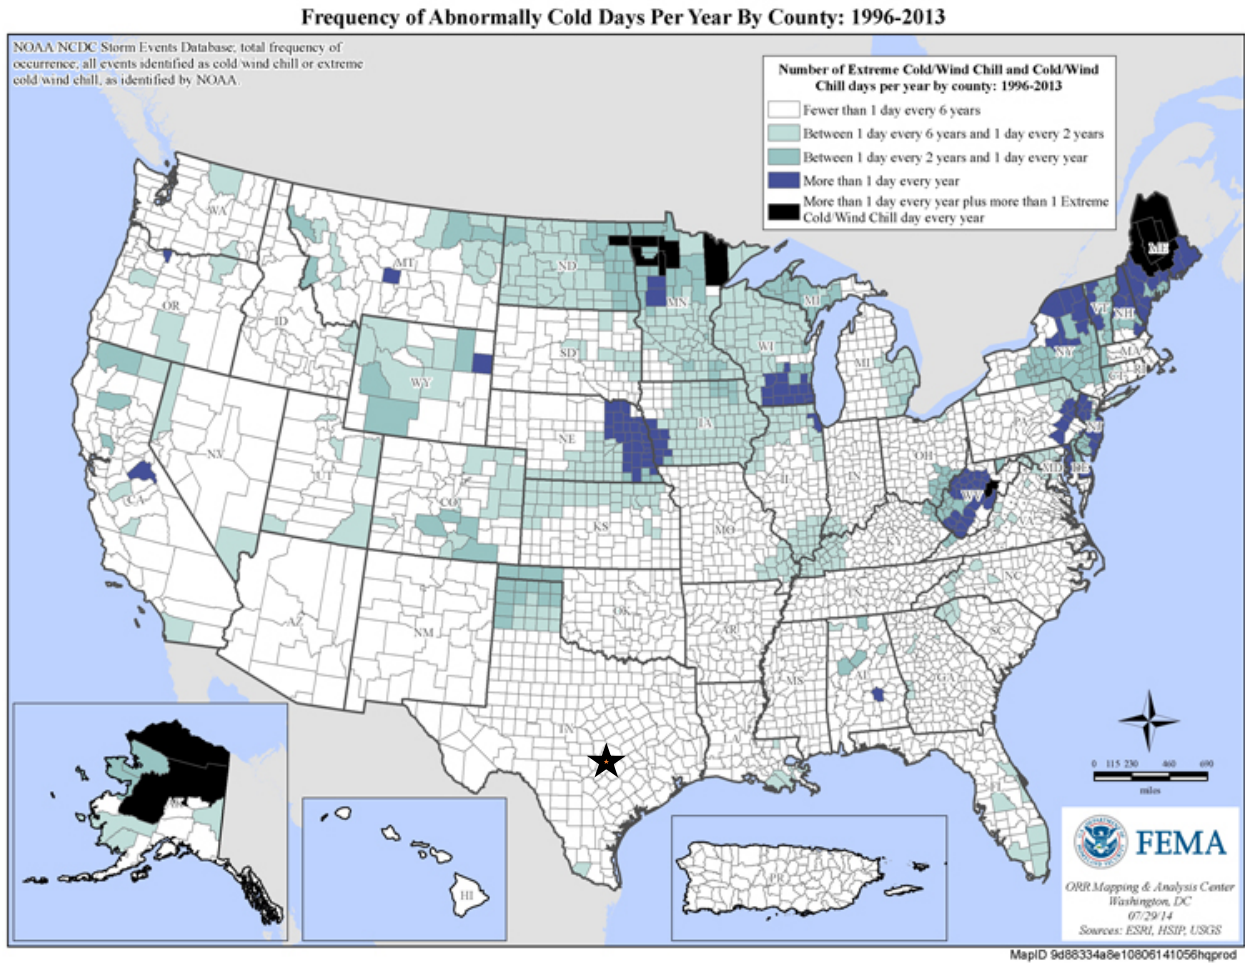 Frequency of Abnormally Cold Days Per Year By County: 1996-2013
NOAA NCDC Storm Events Database; total frequency of
occurrence, all events identified as cold/wind chill or extreme
cold/wind chill, as identified by NOAA.
Number of Extreme Cold/Wind Chill and Cold/Wind
Chill days per year by county: 1996-2013
Fewer than 1 day every 6 years
Between 1 day every 6 years and 1 day every 2 years
Between 1 day every 2 years and 1 day every year
More than 1 day every year
More than 1 day every year plus more than 1 Extreme
Cold/Wind Chill day every year
WA
MT
ND
MN
MI
ME
VT
NH
OR
ID
SD
WI
MI
NY
MA
CT
RI
WY
NE
IA
PA
NJ
NV
UT
CO
IL
IN
OH
MD
DE
WV
CA
KS
MO
KY
VA
AZ
NM
OK
AR
TN
NC
SC
MS
AL
GA
TX
LA
FL
AK
HI
PR
0 115 230 460 690
miles
FEMA
ORR Mapping & Analysis Center
Washington, DC
07/29/14
Sources: ESRI, HSIP, USGS
MapID 9d88334a8e10806141056hqprod